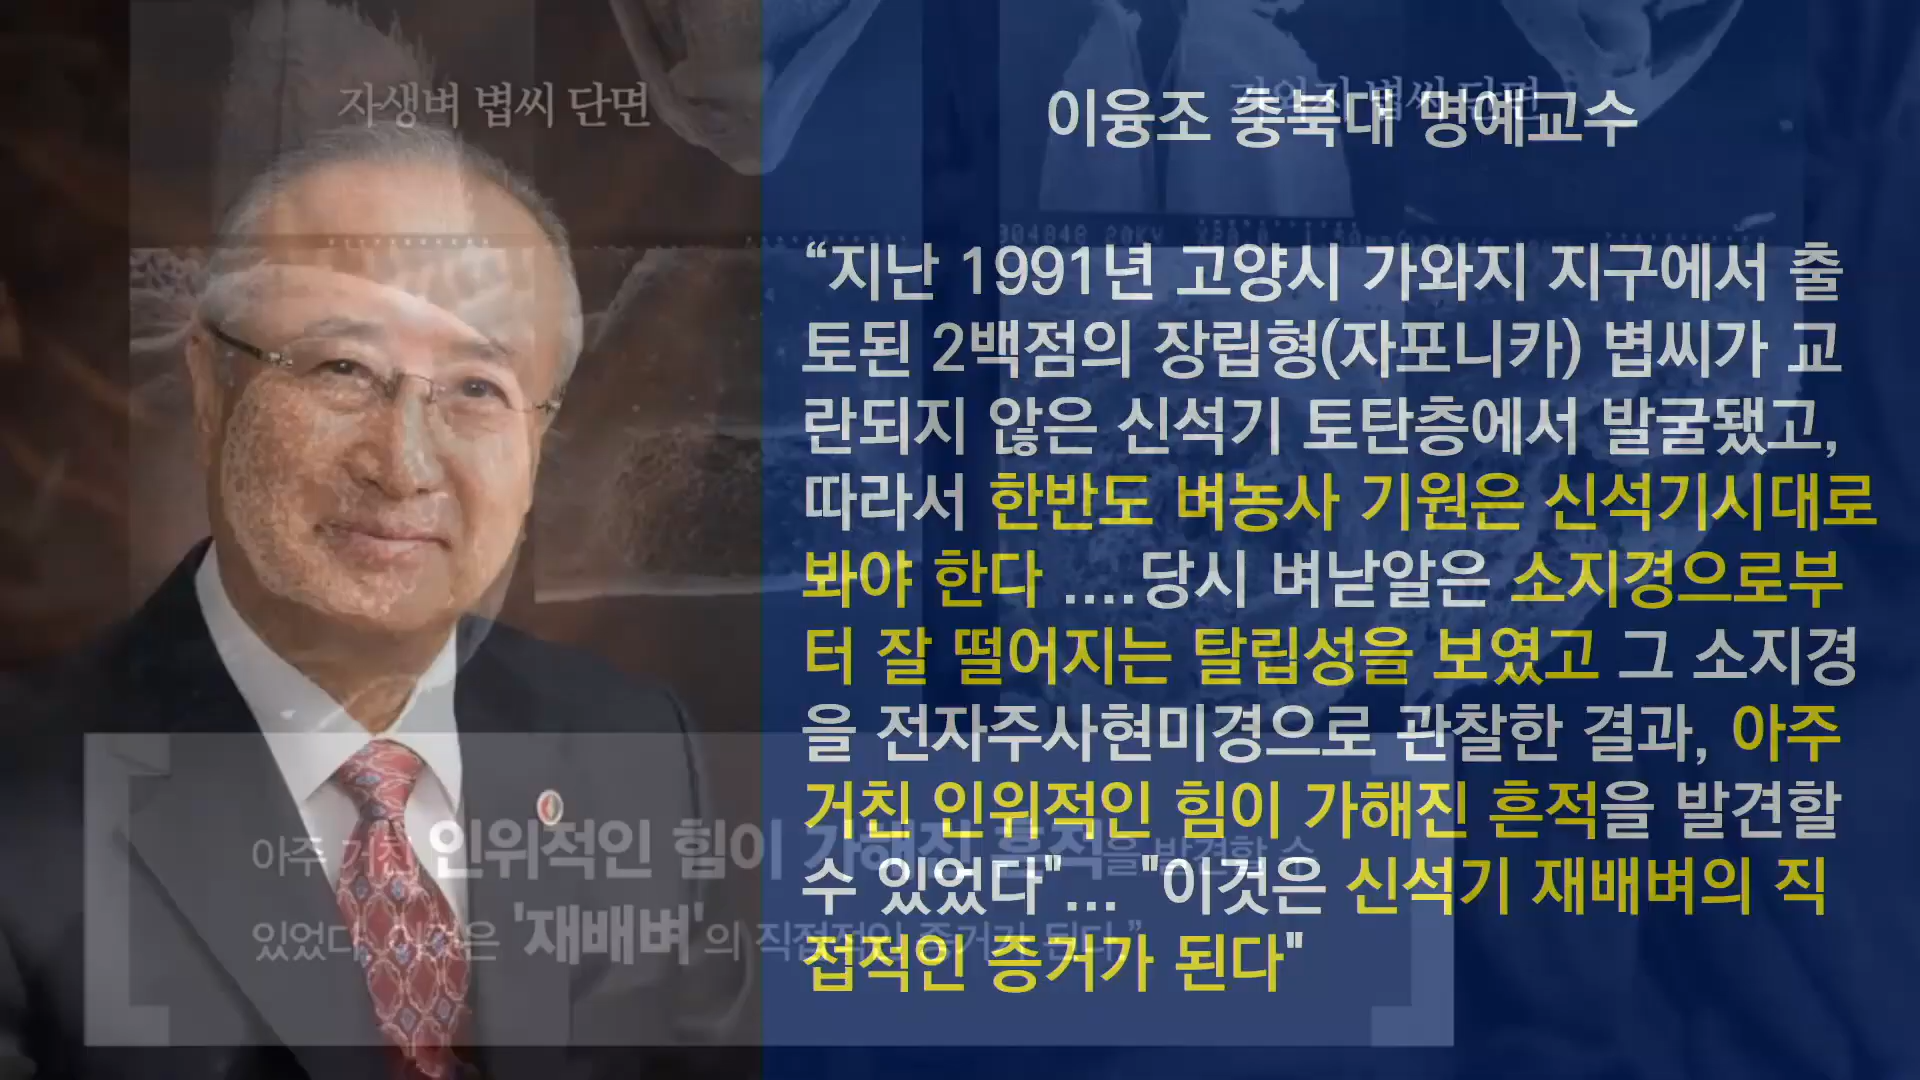 자생벼 볍씨 단면
가와지 볍씨 단면
이융조 충북대 명예교수
“지난 1991년 고양시 가와지 지구에서 출
토된 2백점의 장립형(자포니카) 볍씨가 교
란되지 않은 신석기 토탄층에서 발굴됐고,
따라서 한반도 벼농사 기원은 신석기시대로
봐야 한다 ....당시 벼낟알은 소지경으로부
터 잘 떨어지는 탈립성을 보였고 그 소지경
을 전자주사현미경으로 관찰한 결과, 아주
거친 인위적인 힘이 가해진 흔적을 발견할
수 있었다"... "이것은 신석기 재배벼의 직
접적인 증거가 된다"
아주 거친 인위적인 힘이 가해진 흔적을 발견할 수
있었다. 이것은 '재배벼'의 직접적인 증거가 된다.”